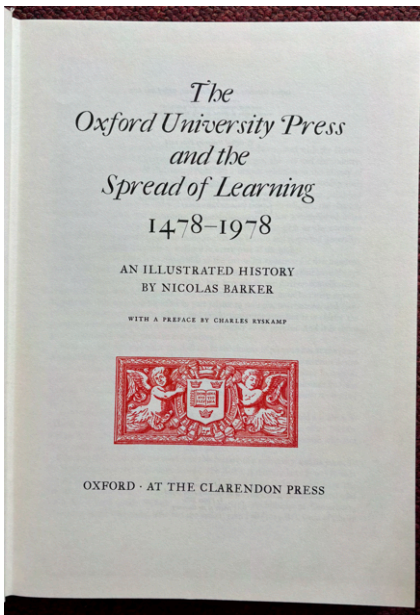 The
Oxford University Press
and the
Spread of Learning
1478–1978
AN ILLUSTRATED HISTORY
BY NICOLAS BARKER
WITH A PREFACE BY CHARLES RYSKAMP
OXFORD · AT THE CLARENDON PRESS